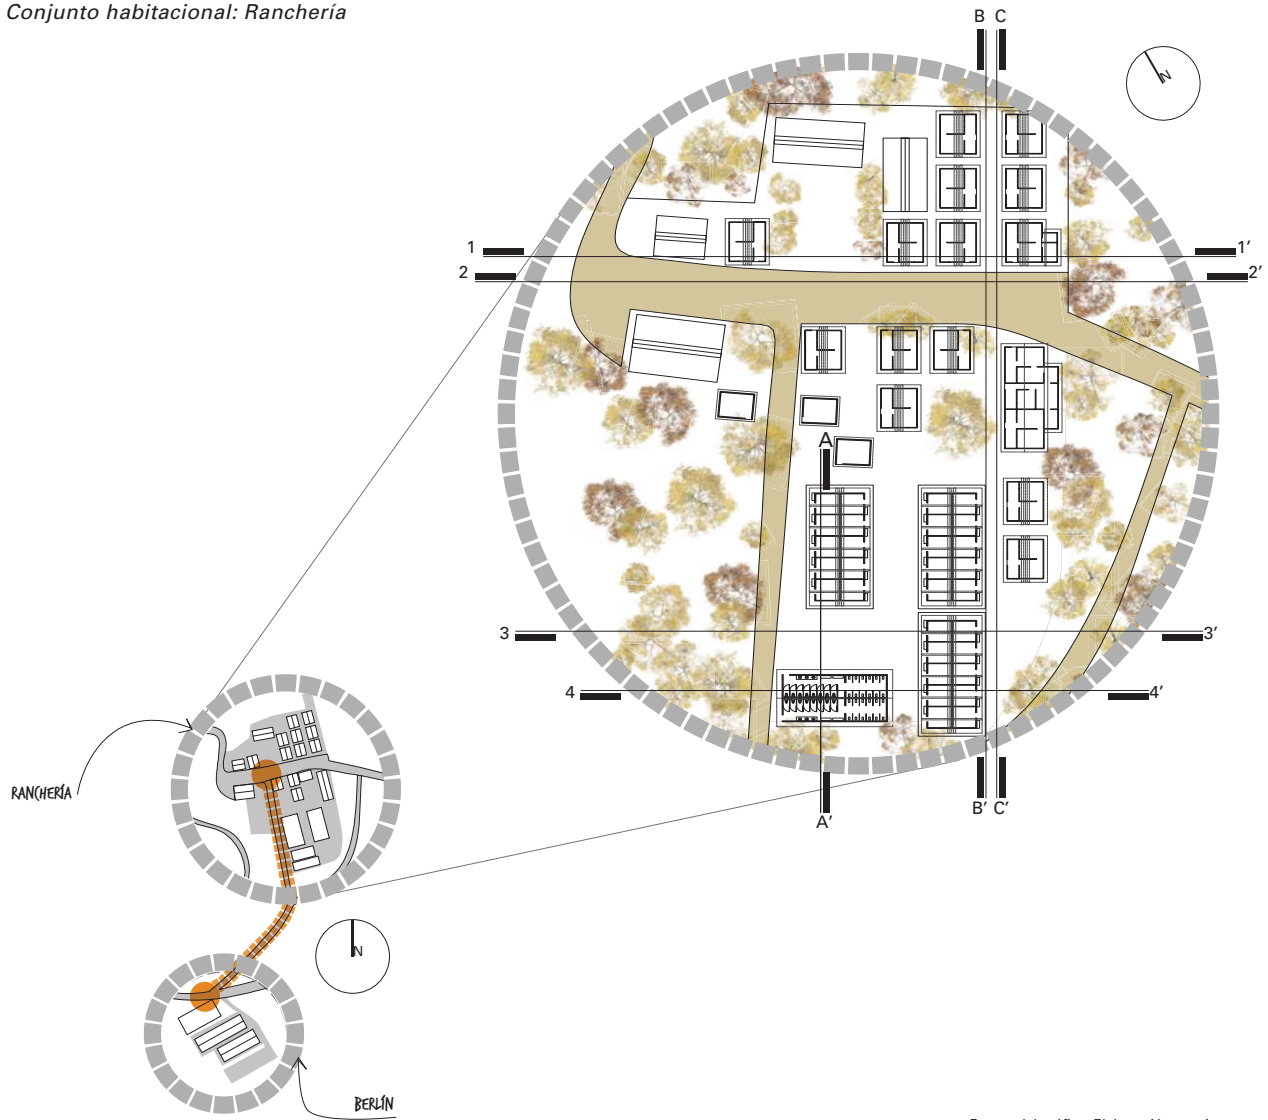 Conjunto habitacional: Ranchería
B C
N
1 1'
2 2'
A
3 3'
4 4'
RANCHERÍA
A'
B' C'
N
BERLÍN